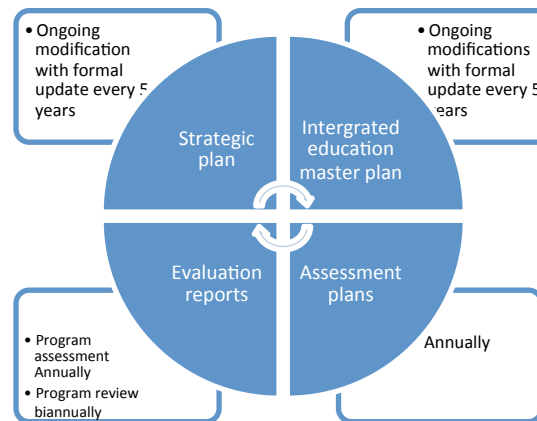 • Ongoing
modification
with formal
update every 5
years
• Ongoing
modifications
with formal
update every 5
years
Strategic
plan
Intergrated
education
master plan
Evaluation
reports
Assessment
plans
• Program
assessment
Annually
• Program review
biannually
Annually